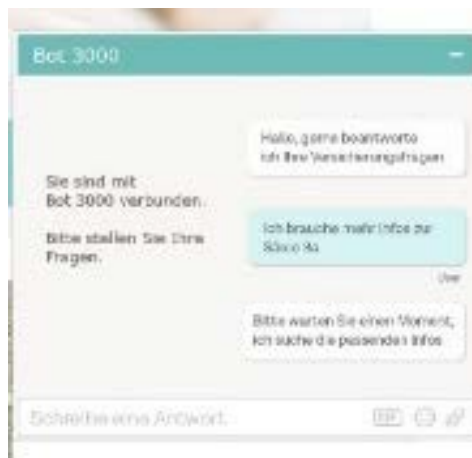 Bot 3000
Hallo, gerne beantworte
ich Ihre Versicherungsfragen
Sie sind mit
Bot 3000 verbunden.
Bitte stellen Sie Ihre
Fragen.
Ich brauche mehr Infos zur
User
Bitte warten Sie einen Moment,
ich suche die passenden Infos
Schreibe eine Antwort.
GIF